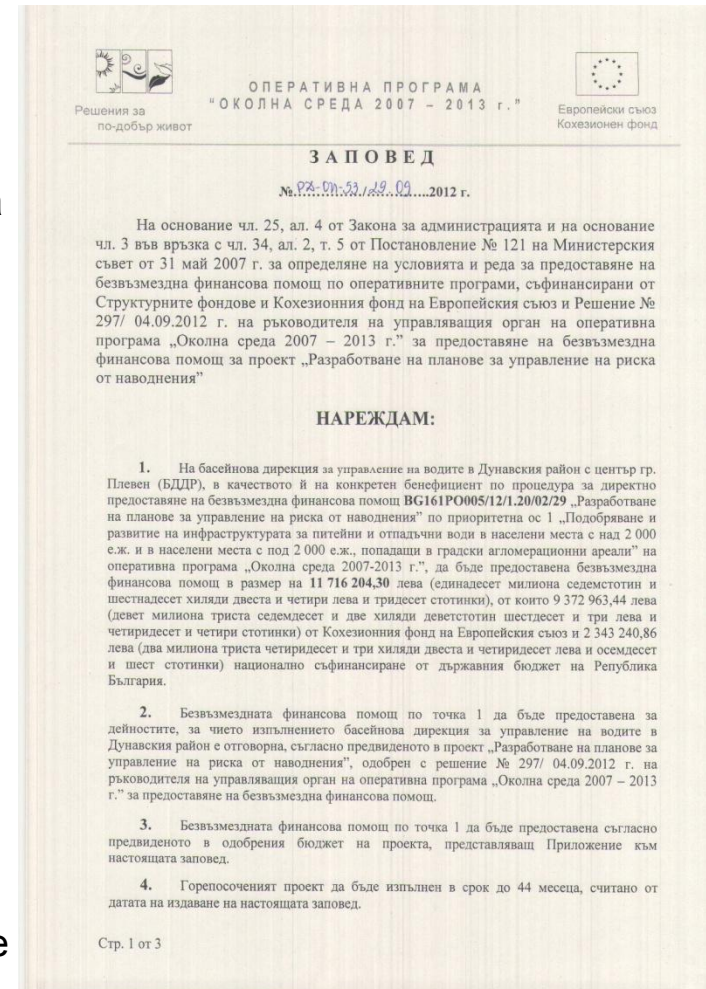 Решения за
по-добър живот
ОПЕРАТИВНА ПРОГРАМА
"ОКОЛНА СРЕДА 2007 – 2013 г."
Европейски съюз
Кохезионен фонд
ЗАПОВЕД
№ РД-ОП-53/29.09.2012 г.
На основание чл. 25, ал. 4 от Закона за администрацията и на основание
чл. 3 във връзка с чл. 34, ал. 2, т. 5 от Постановление № 121 на Министерския
съвет от 31 май 2007 г. за определяне на условията и реда за предоставяне на
безвъзмездна финансова помощ по оперативните програми, съфинансирани от
Структурните фондове и Кохезионния фонд на Европейския съюз и Решение №
297/ 04.09.2012 г. на ръководителя на управляващия орган на оперативна
програма „Околна среда 2007 – 2013 г.” за предоставяне на безвъзмездна
финансова помощ за проект „Разработване на планове за управление на риска
от наводнения”
НАРЕЖДАМ:
1. На басейнова дирекция за управление на водите в Дунавския район с център гр.
Плевен (БДДР), в качеството й на конкретен бенефициент по процедура за директно
предоставяне на безвъзмездна финансова помощ BG161PO005/12/1.20/02/29 „Разработване
на планове за управление на риска от наводнения” по приоритетна ос 1 „Подобряване и
развитие на инфраструктурата за питейни и отпадъчни води в населени места с над 2 000
е.ж. и в населени места с под 2 000 е.ж., попадащи в градски агломерационни ареали” на
оперативна програма „Околна среда 2007-2013 г.”, да бъде предоставена безвъзмездна
финансова помощ в размер на 11 716 204,30 лева (единадесет милиона седемстотин и
шестнадесет хиляди двеста и четири лева и тридесет стотинки), от които 9 372 963,44 лева
(девет милиона триста седемдесет и две хиляди деветстотин шестдесет и три лева и
четиридесет и четири стотинки) от Кохезионния фонд на Европейския съюз и 2 343 240,86
лева (два милиона триста четиридесет и три хиляди двеста и четиридесет лева и осемдесет
и шест стотинки) национално съфинансиране от държавния бюджет на Република
България.
2. Безвъзмездната финансова помощ по точка 1 да бъде предоставена за
дейностите, за чието изпълнението басейнова дирекция за управление на водите в
Дунавския район е отговорна, съгласно предвиденото в проект „Разработване на планове за
управление на риска от наводнения”, одобрен с решение № 297/ 04.09.2012 г. на
ръководителя на управляващия орган на оперативна програма „Околна среда 2007 – 2013
г.” за предоставяне на безвъзмездна финансова помощ.
3. Безвъзмездната финансова помощ по точка 1 да бъде предоставена съгласно
предвиденото в одобрения бюджет на проекта, представляващ Приложение към
настоящата заповед.
4. Горепосоченият проект да бъде изпълнен в срок до 44 месеца, считано от
датата на издаване на настоящата заповед.
е
Стр. 1 от 3